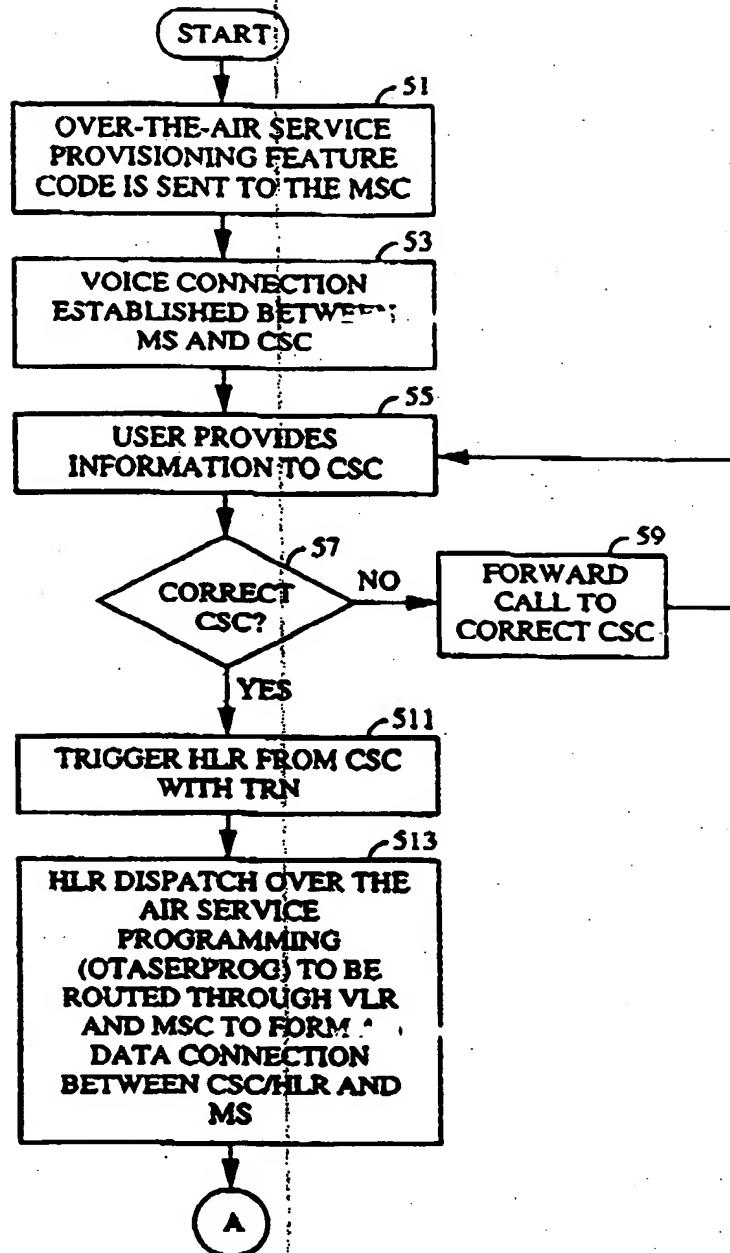 START
51
OVER-THE-AIR SERVICE
PROVISIONING FEATURE
CODE IS SENT TO THE MSC
53
VOICE CONNECTION
ESTABLISHED BETWEEN
MS AND CSC
55
USER PROVIDES
INFORMATION TO CSC
57
CORRECT
CSC?
NO
59
FORWARD
CALL TO
CORRECT CSC
YES
511
TRIGGER HLR FROM CSC
WITH TRN
513
HLR DISPATCH OVER THE
AIR SERVICE
PROGRAMMING
(OTASERPROG) TO BE
ROUTED THROUGH VLR
AND MSC TO FORM
DATA CONNECTION
BETWEEN CSC/HLR AND
MS
A